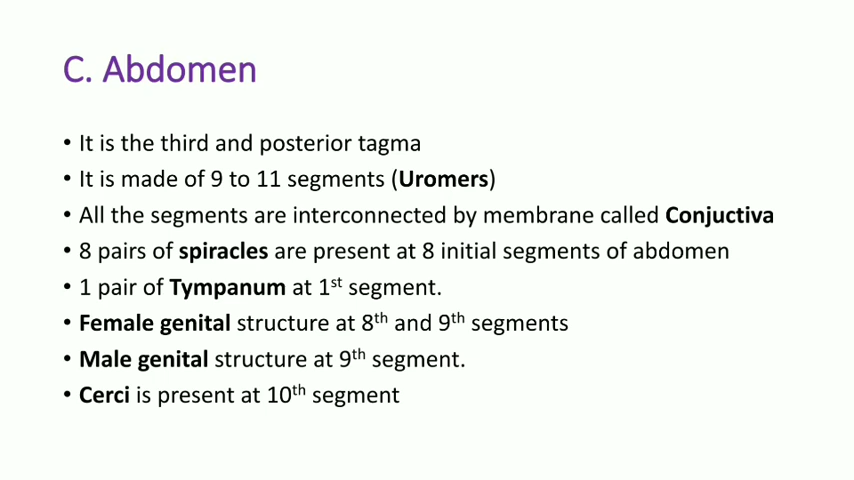 C. Abdomen
• It is the third and posterior tagma
• It is made of 9 to 11 segments (Uromers)
• All the segments are interconnected by membrane called Conjuctiva
• 8 pairs of spiracles are present at 8 initial segments of abdomen
• 1 pair of Tympanum at 1st segment.
• Female genital structure at 8th and 9th segments
• Male genital structure at 9th segment.
• Cerci is present at 10th segment